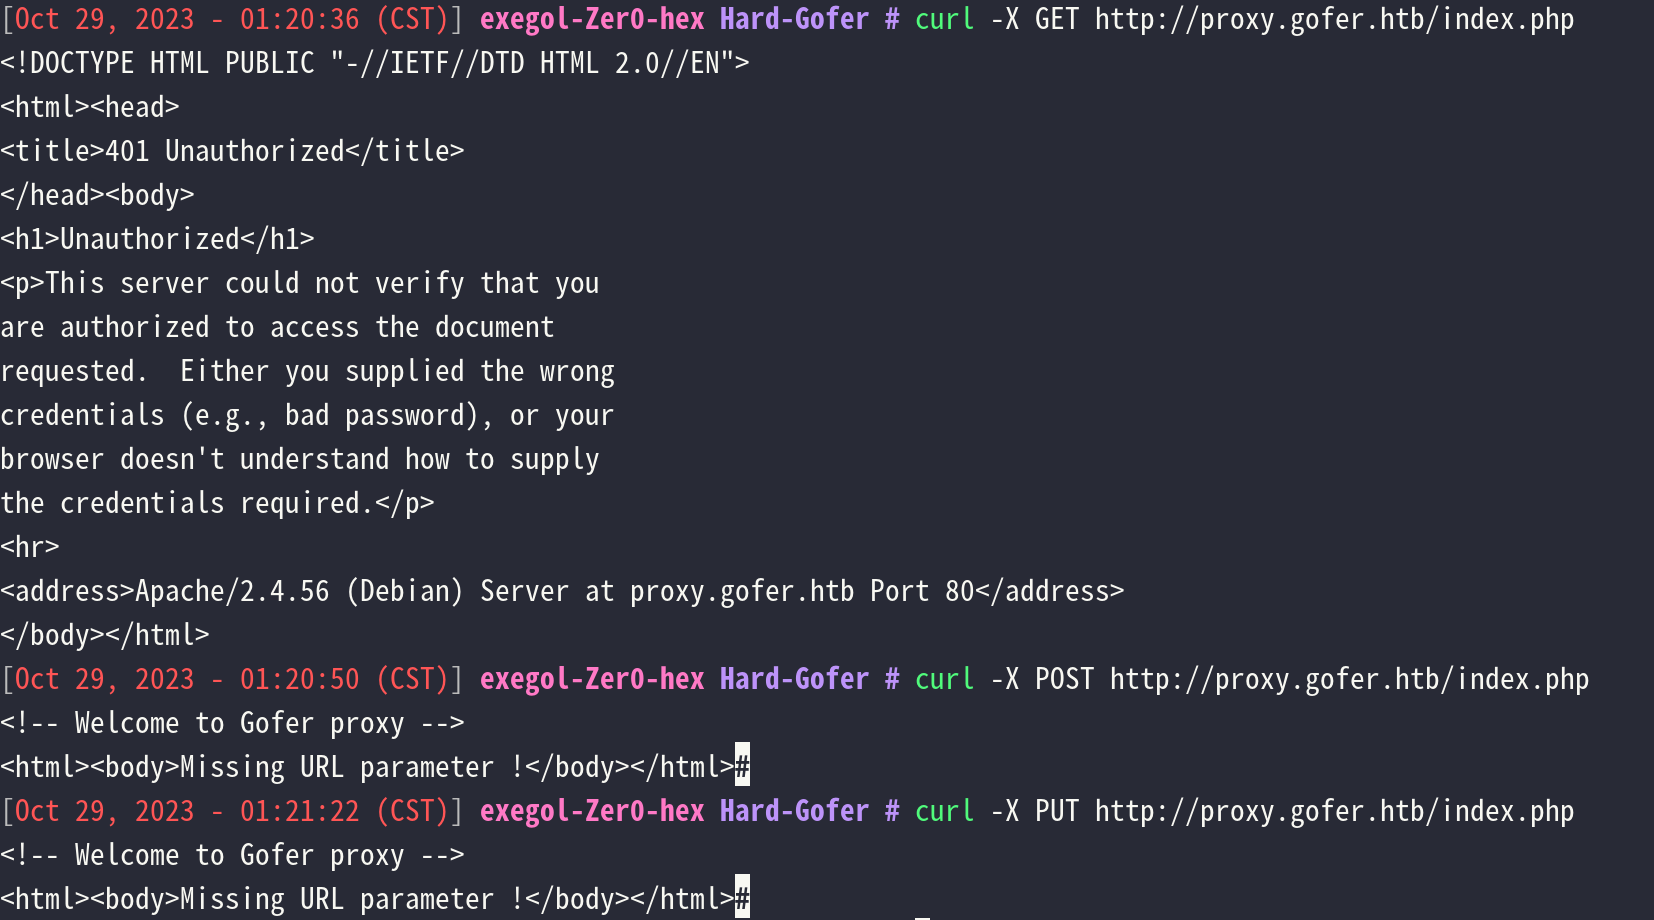 [Oct 29, 2023 - 01:20:36 (CST)] exegol-Zer0-hex Hard-Gofer # curl -X GET http://proxy.gofer.htb/index.php
<!DOCTYPE HTML PUBLIC "-//IETF//DTD HTML 2.0//EN">
<html><head>
<title>401 Unauthorized</title>
</head><body>
<h1>Unauthorized</h1>
<p>This server could not verify that you
are authorized to access the document
requested.  Either you supplied the wrong
credentials (e.g., bad password), or your
browser doesn't understand how to supply
the credentials required.</p>
<hr>
<address>Apache/2.4.56 (Debian) Server at proxy.gofer.htb Port 80</address>
</body></html>
[Oct 29, 2023 - 01:20:50 (CST)] exegol-Zer0-hex Hard-Gofer # curl -X POST http://proxy.gofer.htb/index.php
<!-- Welcome to Gofer proxy -->
<html><body>Missing URL parameter !</body></html>#
[Oct 29, 2023 - 01:21:22 (CST)] exegol-Zer0-hex Hard-Gofer # curl -X PUT http://proxy.gofer.htb/index.php
<!-- Welcome to Gofer proxy -->
<html><body>Missing URL parameter !</body></html>#